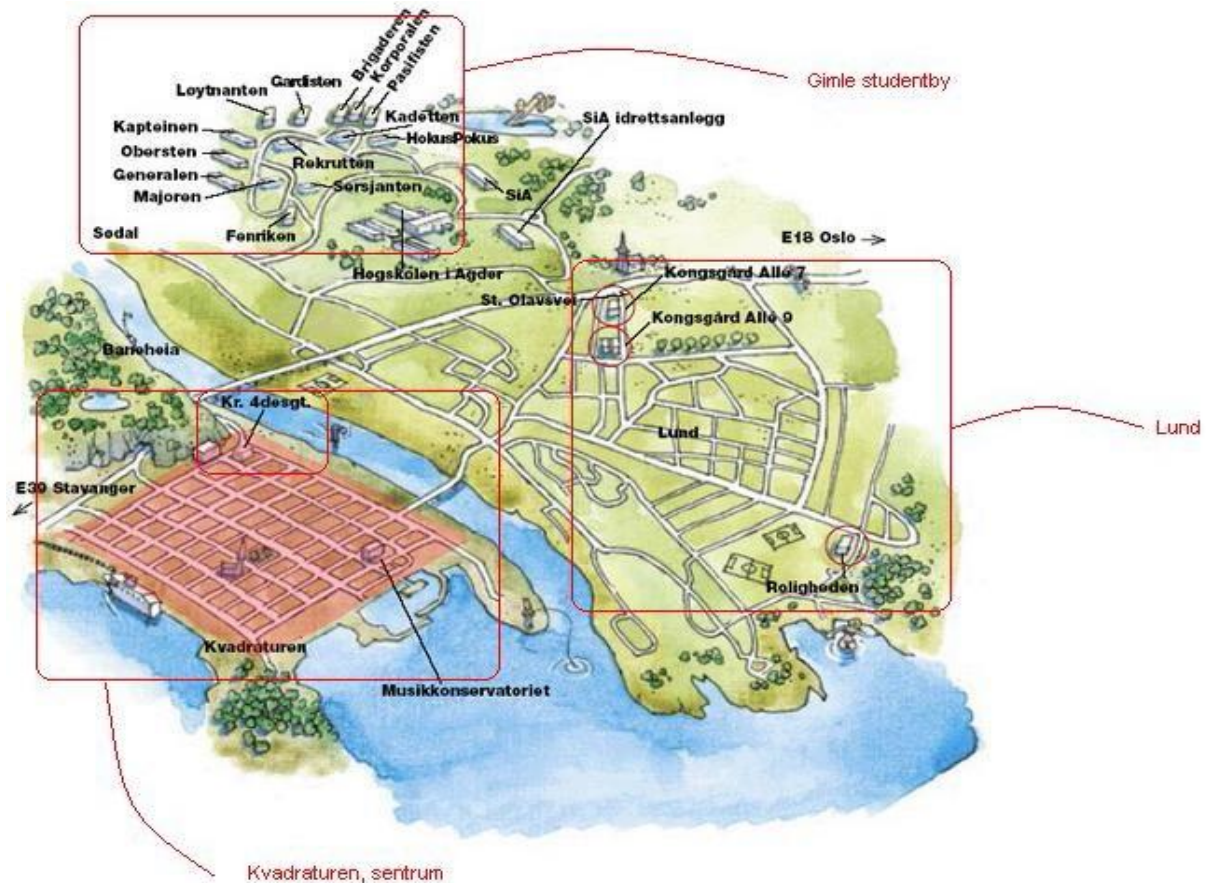 Brigaderen
Korporalen
Pasifisten
Gardisten
Løytnanten
Gimle studentby
Kadetten
SiA idrettsanlegg
Kapteinen
HokusPokus
Obersten
Rekrutten
Generalen
Sersjanten
SiA
Majoren
Fenriken
Sødal
E18 Oslo
Høgskolen i Agder
Kongsgård Alle 7
St. Olavsvei
Kongsgård Alle 9
Baneheia
Kr. 4desgt.
Lund
Lund
E39 Stavanger
Roligheden
Kvadraturen
Musikkonservatoriet
Kvadraturen, sentrum